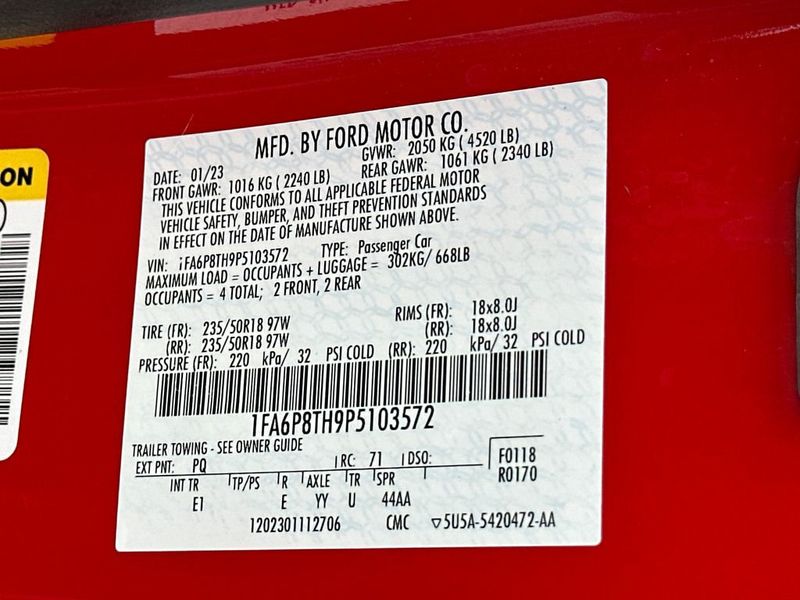 ON
MFD. BY FORD MOTOR CO.
DATE: 01/23 GVWR: 2050 KG ( 4520 LB)
FRONT GAWR: 1016 KG ( 2240 LB) REAR GAWR: 1061 KG ( 2340 LB)
THIS VEHICLE CONFORMS TO ALL APPLICABLE FEDERAL MOTOR
VEHICLE SAFETY, BUMPER, AND THEFT PREVENTION STANDARDS
IN EFFECT ON THE DATE OF MANUFACTURE SHOWN ABOVE.
VIN: 1FA6P8TH9P5103572 TYPE: Passenger Car
MAXIMUM LOAD = OCCUPANTS + LUGGAGE = 302KG/ 668LB
OCCUPANTS = 4 TOTAL; 2 FRONT, 2 REAR
TIRE (FR): 235/50R18 97W RIMS (FR): 18x8.0J
(RR): 235/50R18 97W (RR): 18x8.0J
PRESSURE (FR): 220 kPa/ 32 PSI COLD (RR): 220 kPa/ 32 PSI COLD
1FA6P8TH9P5103572
TRAILER TOWING - SEE OWNER GUIDE
EXT PNT: PQ RC: 71 DSO: F0118
R0170
INT TR TP/PS R AXLE TR SPR
E1 E YY U 44AA
1202301112706 CMC ▽5U5A-5420472-AA